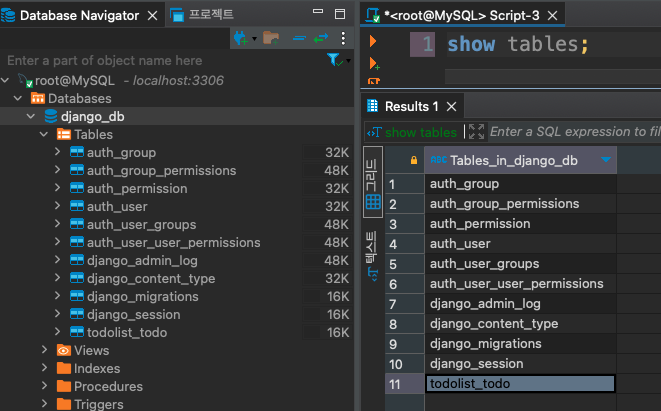 Database Navigator
프로젝트
Enter a part of object name here
root@MySQL - localhost:3306
Databases
django_db
Tables
auth_group 32K
auth_group_permissions 48K
auth_permission 32K
auth_user 32K
auth_user_groups 48K
auth_user_user_permissions 48K
django_admin_log 48K
django_content_type 32K
django_migrations 16K
django_session 16K
todolist_todo 16K
Views
Indexes
Procedures
Triggers
*<root@MySQL> Script-3
1 show tables;
Results 1
show tables
Enter a SQL expression to fil
그리드
텍스트
ABC Tables_in_django_db
1 auth_group
2 auth_group_permissions
3 auth_permission
4 auth_user
5 auth_user_groups
6 auth_user_user_permissions
7 django_admin_log
8 django_content_type
9 django_migrations
10 django_session
11 todolist_todo